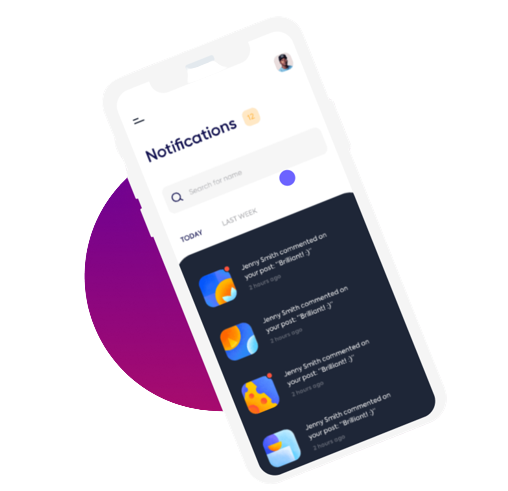 Notifications
12
Search for name
TODAY
LAST WEEK
Jenny Smith commented on
your post: "Brilliant! :)"
2 hours ago
Jenny Smith commented on
your post: "Brilliant! :)"
2 hours ago
Jenny Smith commented on
your post: "Brilliant! :)"
2 hours ago
Jenny Smith commented on
your post: "Brilliant! :)"
2 hours ago